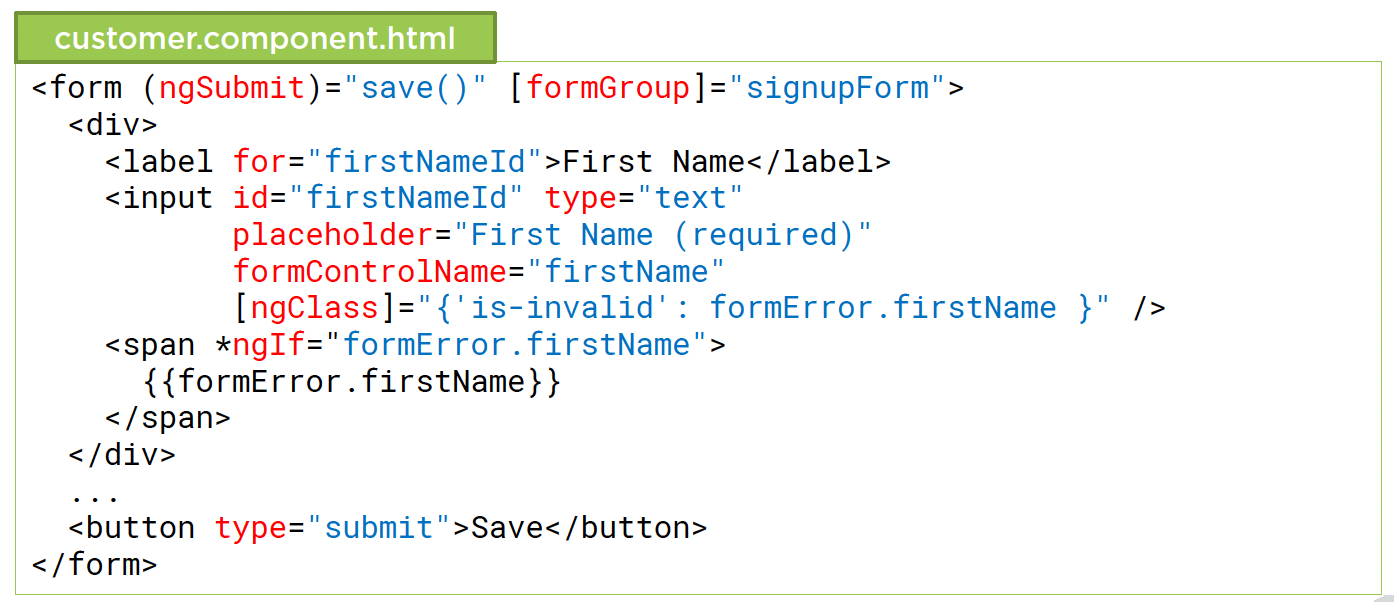 customer.component.html
<form (ngSubmit)="save()" [formGroup]="signupForm">
  <div>
    <label for="firstNameId">First Name</label>
    <input id="firstNameId" type="text"
           placeholder="First Name (required)"
           formControlName="firstName"
           [ngClass]="{'is-invalid': formError.firstName }" />
    <span *ngIf="formError.firstName">
      {{formError.firstName}}
    </span>
  </div>
  ...
  <button type="submit">Save</button>
</form>